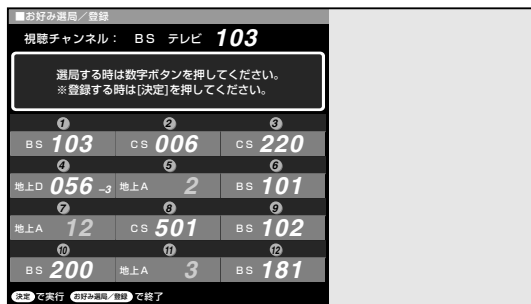 ■お好み選局／登録
視聴チャンネル： ＢＳ テレビ 103
選局する時は数字ボタンを押してください。
※登録する時は[決定]を押してください。
① ② ③
ＢＳ 103 ＣＳ 006 ＣＳ 220
④ ⑤ ⑥
地上Ｄ 056 -3 地上Ａ 2 ＢＳ 101
⑦ ⑧ ⑨
地上Ａ 12 ＣＳ 501 ＢＳ 102
⑩ ⑪ ⑫
ＢＳ 200 地上Ａ 3 ＢＳ 181
決定 で実行 お好み選局／登録 で終了